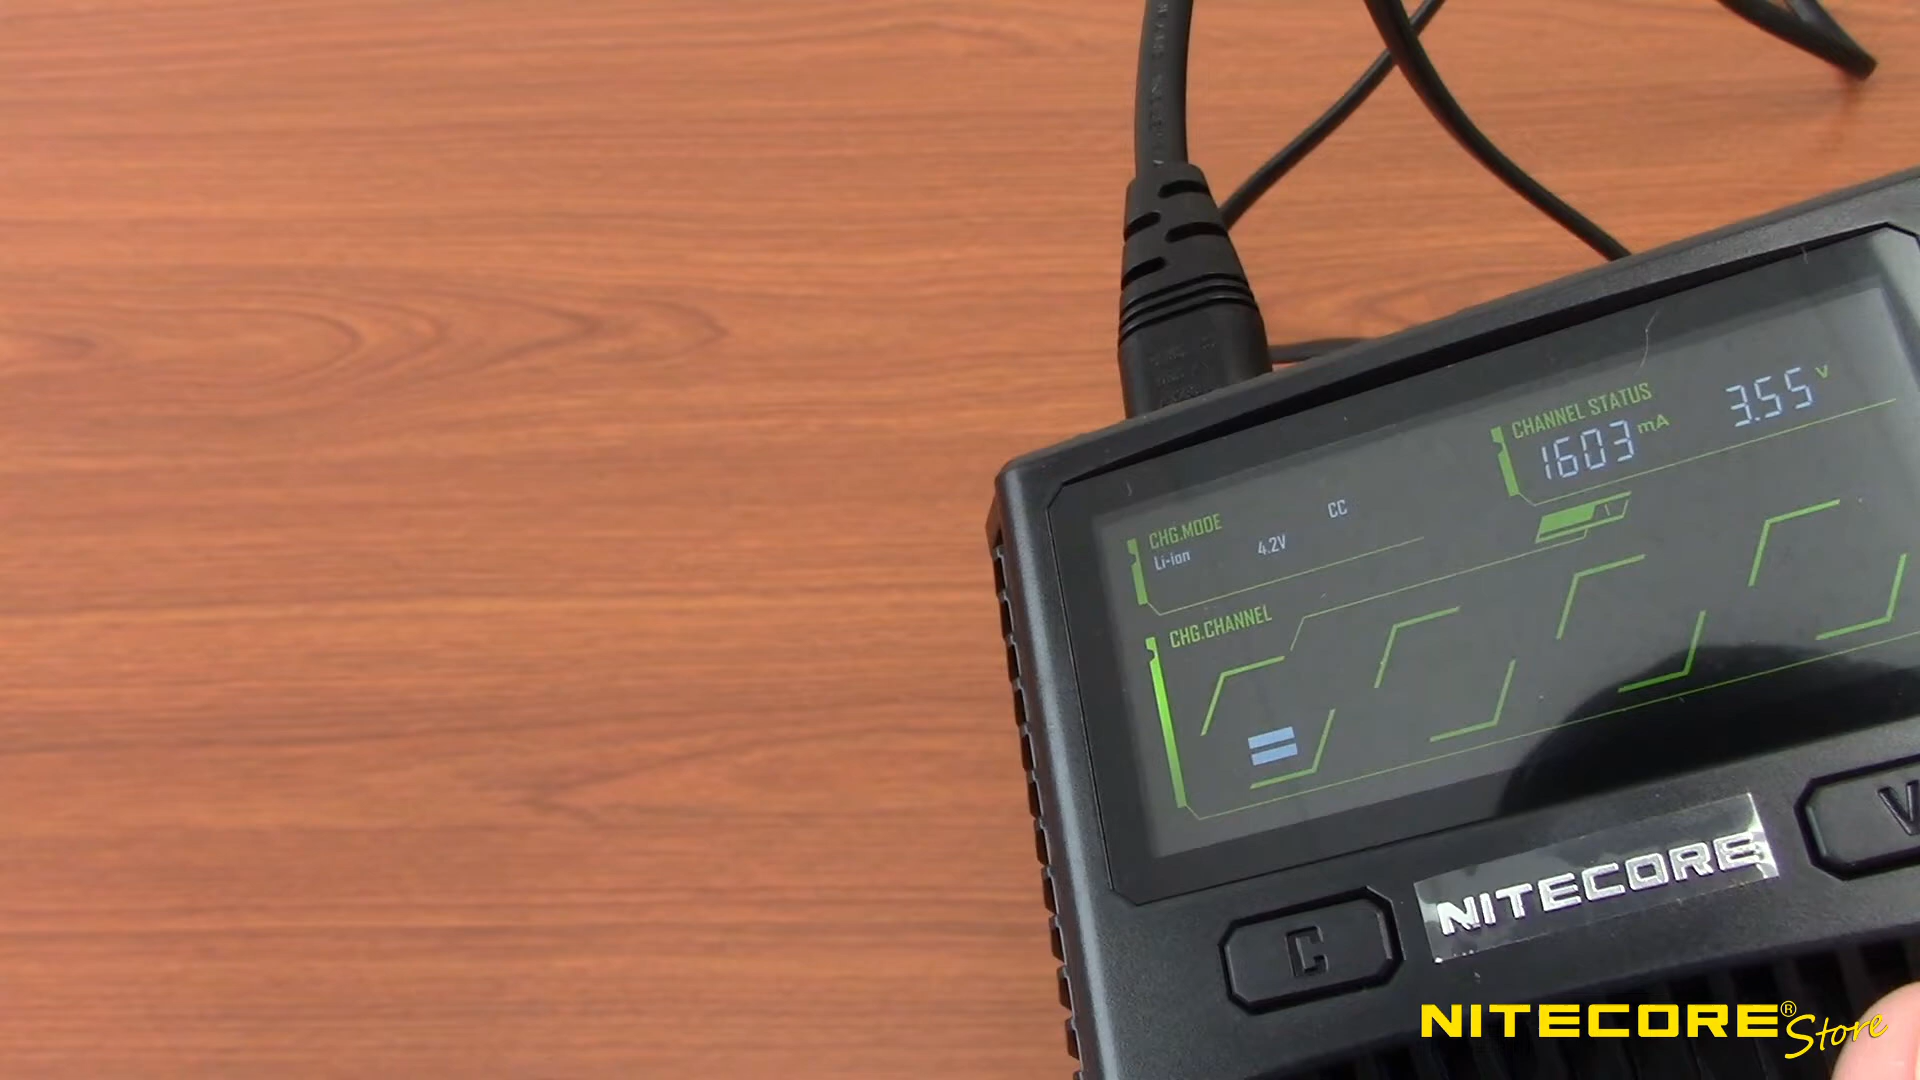 CHANNEL STATUS
1603 mA
3.55 V
CHG.MODE
Li-ion 4.2V CC
CHG.CHANNEL
NITECORE
C
V
NITECORE® Store